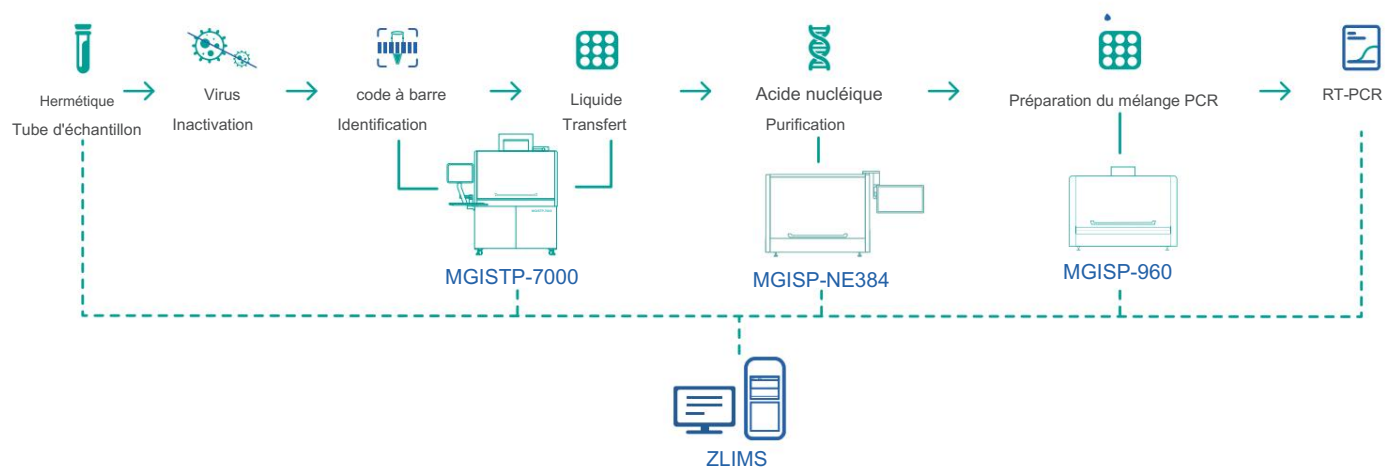 Hermétique
Tube d'échantillon
Virus
Inactivation
code à barre
Identification
Liquide
Transfert
Acide nucléique
Purification
Préparation du mélange PCR
RT-PCR
MGISTP-7000
MGISP-NE384
MGISP-960
ZLIMS